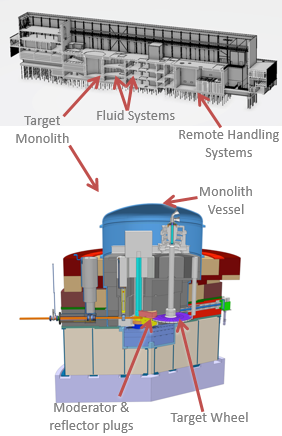 Fluid Systems
Target
Monolith
Remote Handling
Systems
Monolith
Vessel
Moderator &
reflector plugs
Target Wheel